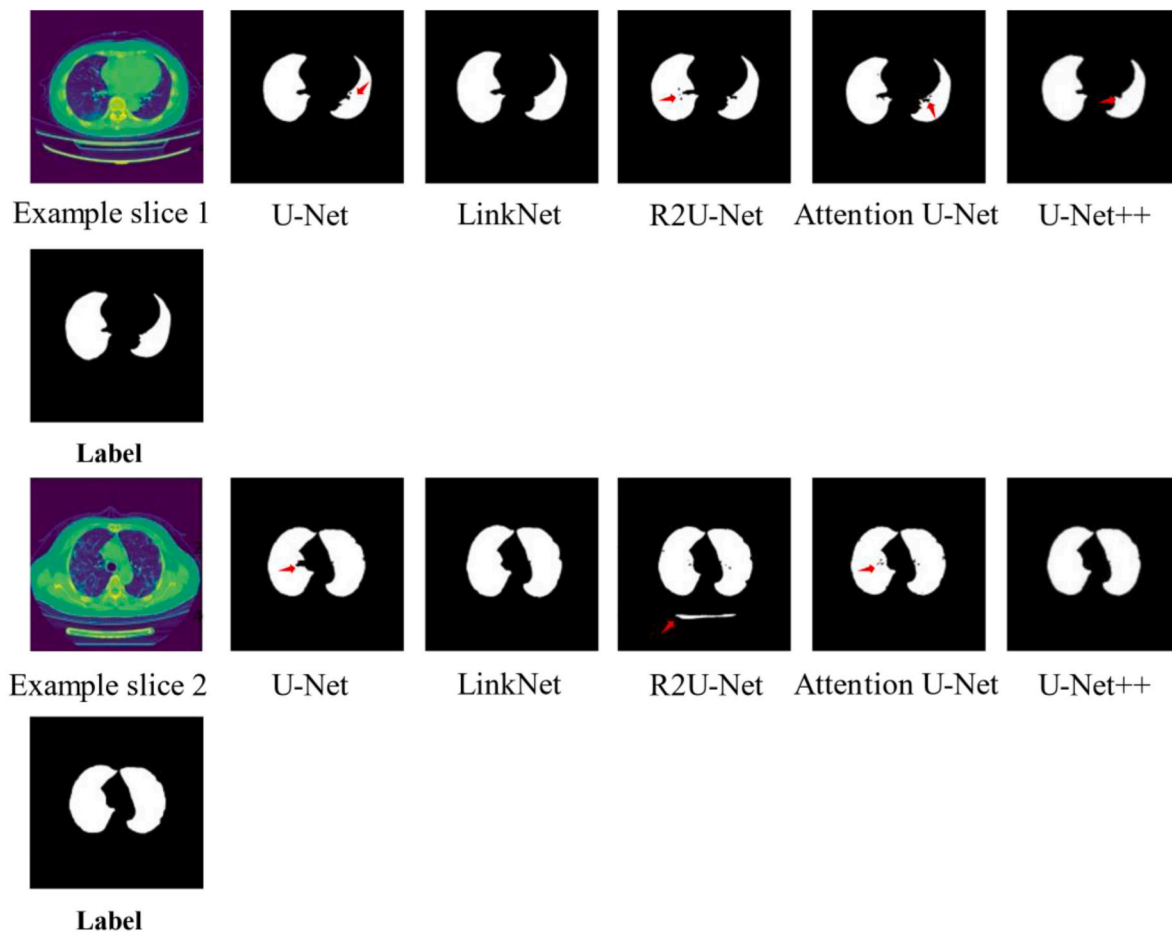 Example slice 1 U-Net LinkNet R2U-Net Attention U-Net U-Net++
Label
Example slice 2 U-Net LinkNet R2U-Net Attention U-Net U-Net++
Label